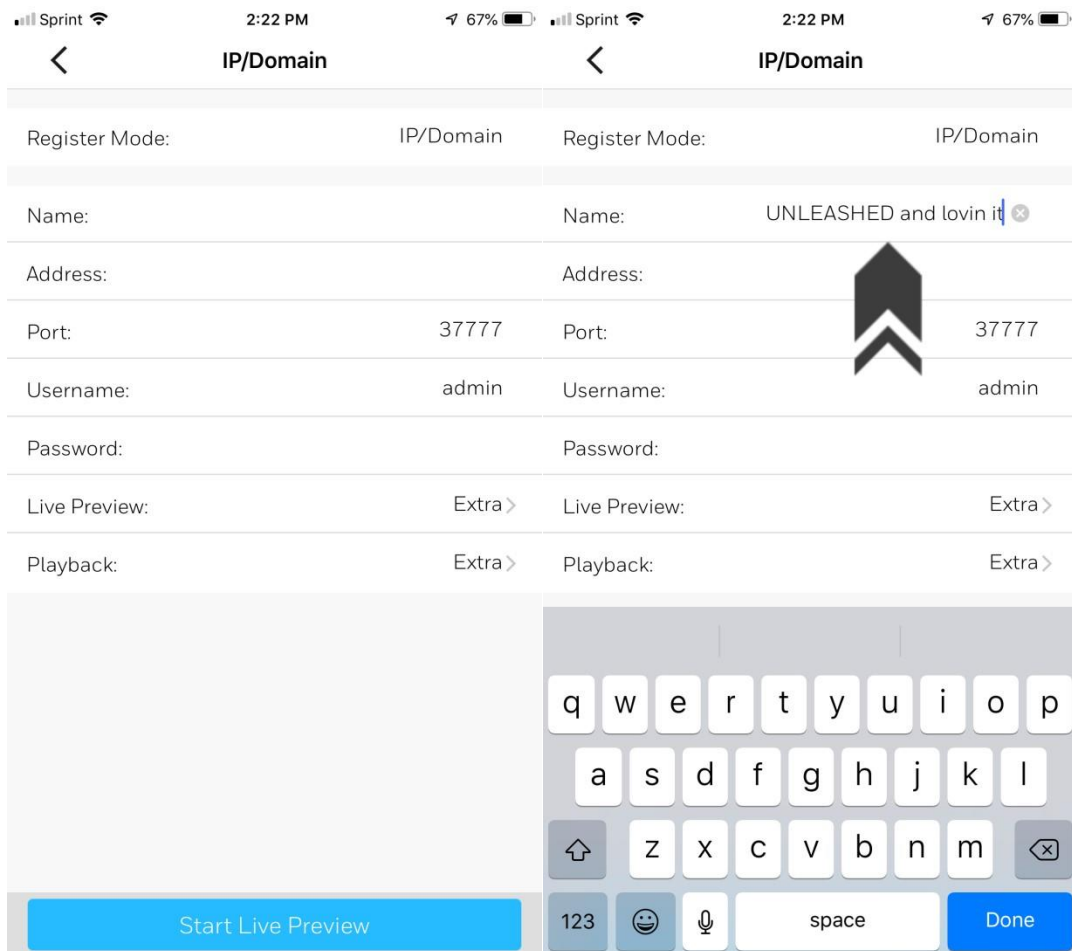 Sprint 2:22 PM 67%
IP/Domain
Register Mode: IP/Domain
Name:
Address:
Port: 37777
Username: admin
Password:
Live Preview: Extra
Playback: Extra
Start Live Preview
Sprint 2:22 PM 67%
IP/Domain
Register Mode: IP/Domain
Name: UNLEASHED and lovin it
Address:
Port: 37777
Username: admin
Password:
Live Preview: Extra
Playback: Extra
q w e r t y u i o p
a s d f g h j k l
z x c v b n m
123 space Done